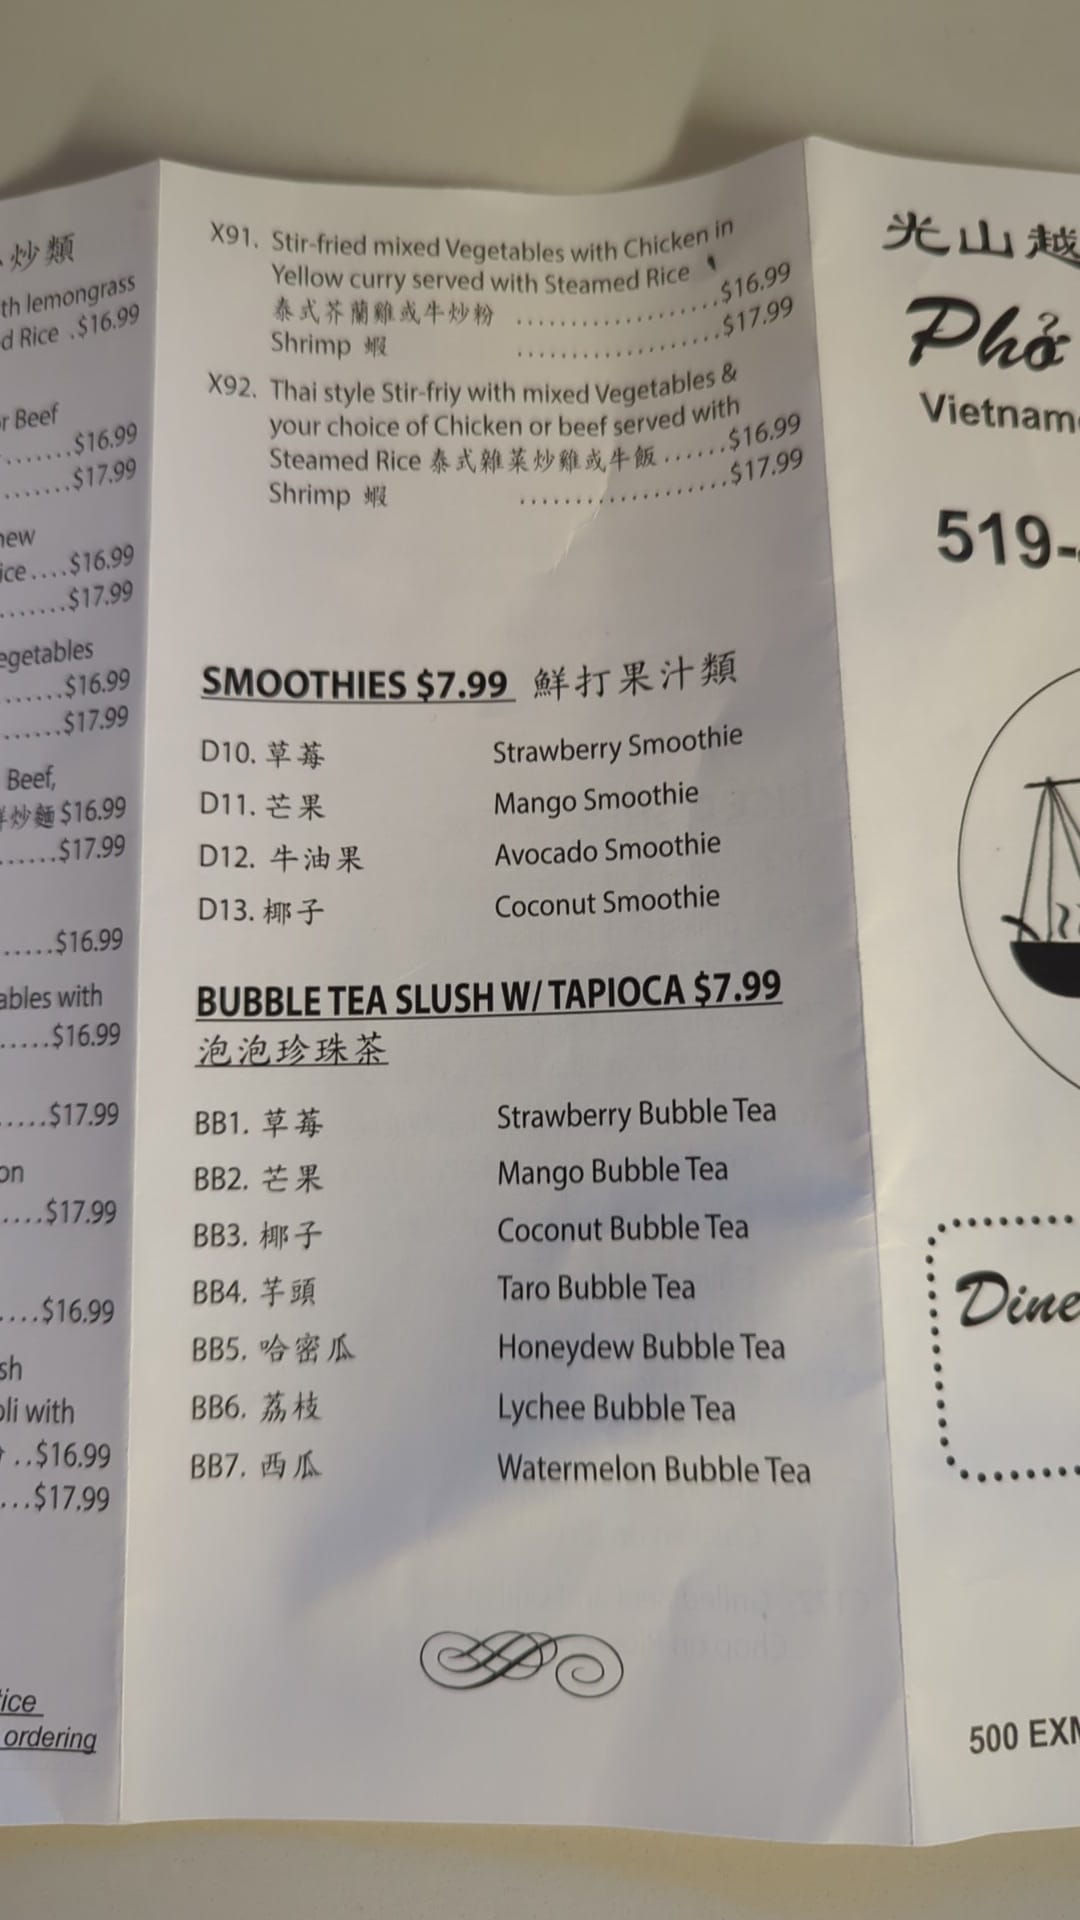 炒類
th lemongrass
d Rice .$16.99
r Beef
.......$16.99
.......$17.99
new
ice....$16.99
.......$17.99
egetables
......$16.99
......$17.99
Beef,
炒麵 $16.99
......$17.99
.....$16.99
ables with
.....$16.99
.....$17.99
on
....$17.99
....$16.99
sh
oli with
..$16.99
...$17.99
ice
ordering
X91. Stir-fried mixed Vegetables with Chicken in
Yellow curry served with Steamed Rice
泰式芥蘭雞或牛炒粉 ....................$16.99
Shrimp 蝦 ....................$17.99
X92. Thai style Stir-friy with mixed Vegetables &
your choice of Chicken or beef served with
Steamed Rice 泰式雜菜炒雞或牛飯......$16.99
Shrimp 蝦 ....................$17.99
SMOOTHIES $7.99 鮮打果汁類
D10. 草莓 Strawberry Smoothie
D11. 芒果 Mango Smoothie
D12. 牛油果 Avocado Smoothie
D13. 椰子 Coconut Smoothie
BUBBLE TEA SLUSH W/ TAPIOCA $7.99
泡泡珍珠茶
BB1. 草莓 Strawberry Bubble Tea
BB2. 芒果 Mango Bubble Tea
BB3. 椰子 Coconut Bubble Tea
BB4. 芋頭 Taro Bubble Tea
BB5. 哈密瓜 Honeydew Bubble Tea
BB6. 荔枝 Lychee Bubble Tea
BB7. 西瓜 Watermelon Bubble Tea
光山越
Phở
Vietnam
519-
Dine
500 EXM